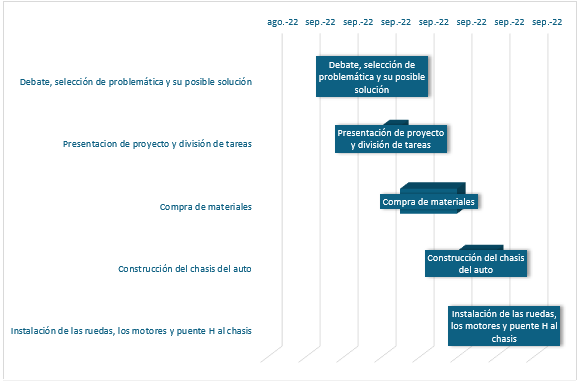 ago.-22 sep.-22 sep.-22 sep.-22 sep.-22 sep.-22 sep.-22 sep.-22
Debate, selección de problemática y su posible solución
Debate, selección de
problemática y su posible
solución
Presentacion de proyecto y división de tareas
Presentación de proyecto
y división de tareas
Compra de materiales
Compra de materiales
Construcción del chasis del auto
Construcción del chasis
del auto
Instalación de las ruedas, los motores y puente H al chasis
Instalación de las ruedas,
los motores y puente H al
chasis